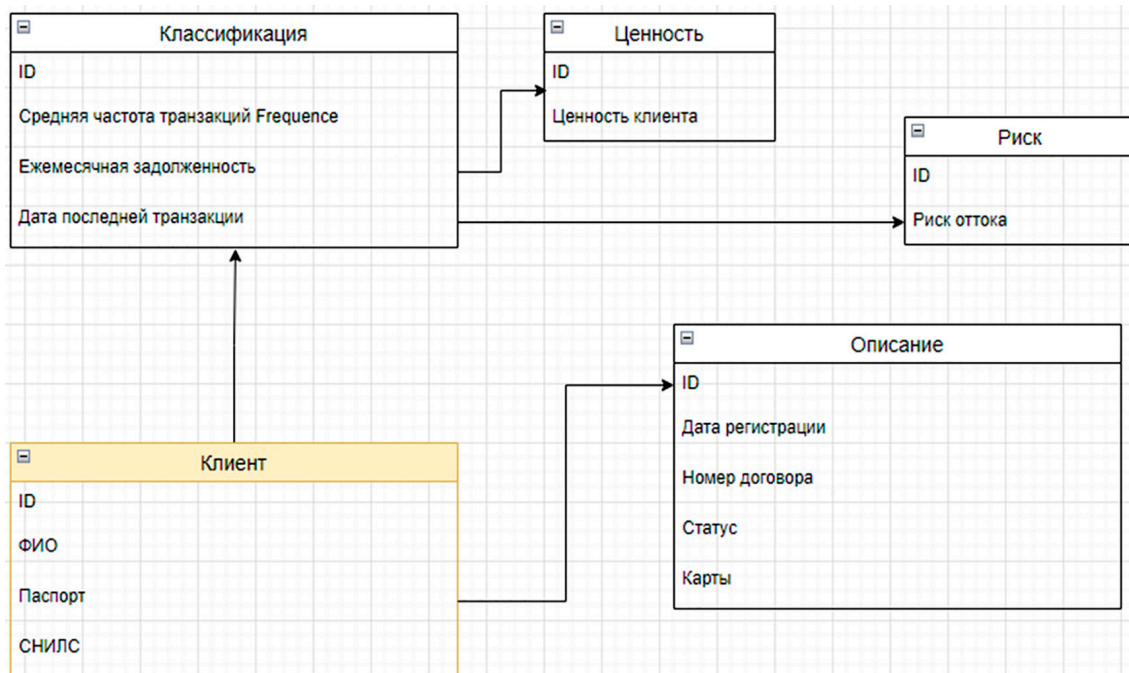 Классификация
ID
Средняя частота транзакций Frequence
Ежемесячная задолженность
Дата последней транзакции
Ценность
ID
Ценность клиента
Риск
ID
Риск оттока
Описание
ID
Дата регистрации
Номер договора
Статус
Карты
Клиент
ID
ФИО
Паспорт
СНИЛС